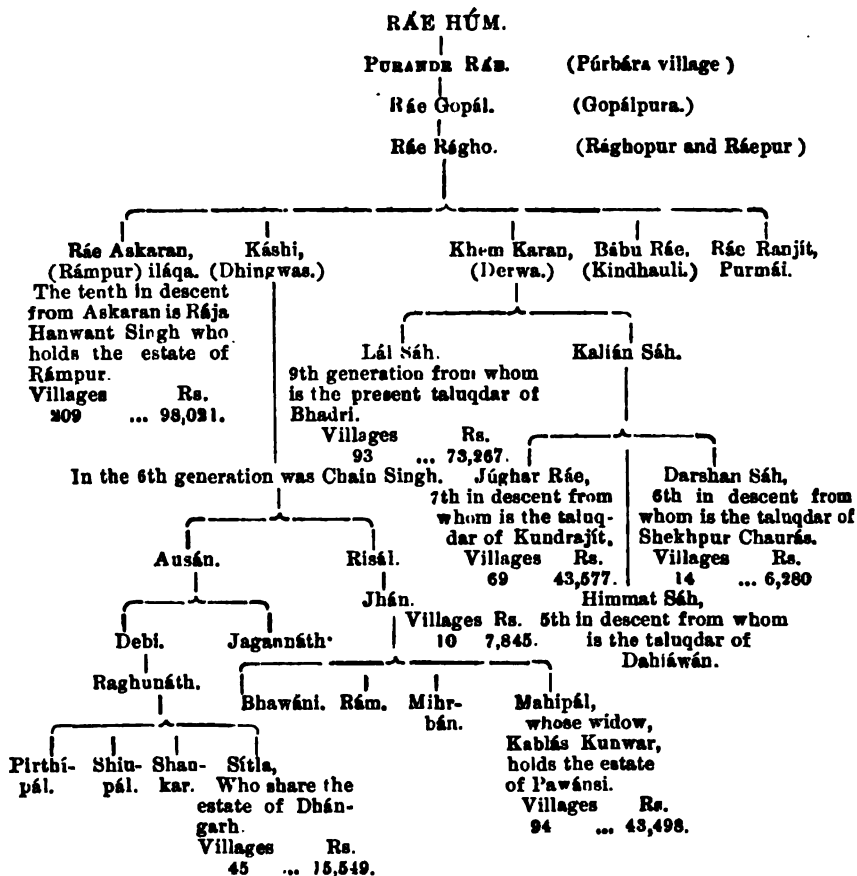 RÁE HÚM.
PURANDE RÁE. (Púrbára village)
Ráe Gopál. (Gopálpura.)
Ráe Rágho. (Rághopur and Ráepur)
Ráe Askaran, (Rámpur) iláqa.
The tenth in descent
from Askaran is Rája
Hanwant Singh who
holds the estate of
Rámpur.
Villages Rs.
209 ... 98,021.
Káshi,
(Dhingwas.)
Khem Karan,
(Derwa.)
Bábu Ráe.
(Kindhauli.)
Ráe Ranjít,
Purmái.
Lál Sáh.
9th generation from whom
is the present taluqdar of
Bhadri.
Villages Rs.
93 ... 73,267.
Kalián Sáh.
In the 6th generation was Chain Singh.
Júghar Ráe,
7th in descent from
whom is the taluq-
dar of Kundrajít.
Villages Rs.
69 43,577.
Darshan Sáh,
6th in descent from
whom is the taluqdar of
Shekhpur Chaurás.
Villages Rs.
14 ... 6,280
Himmat Sáh,
5th in descent from whom
is the taluqdar of
Dahiáwán.
Villages Rs.
10 7,845.
Ausán.
Risál.
Jhán.
Debi.
Jagannáth.
Raghunáth.
Bhawáni.
Rám.
Mihr-
bán.
Mahipál,
whose widow,
Kablás Kunwar,
holds the estate
of Pawánsi.
Villages Rs.
94 ... 43,498.
Pirthí-
pál.
Shiu-
pál.
Shan-
kar.
Sítla,
Who share the
estate of Dhán-
garh.
Villages Rs.
45 ... 15,549.